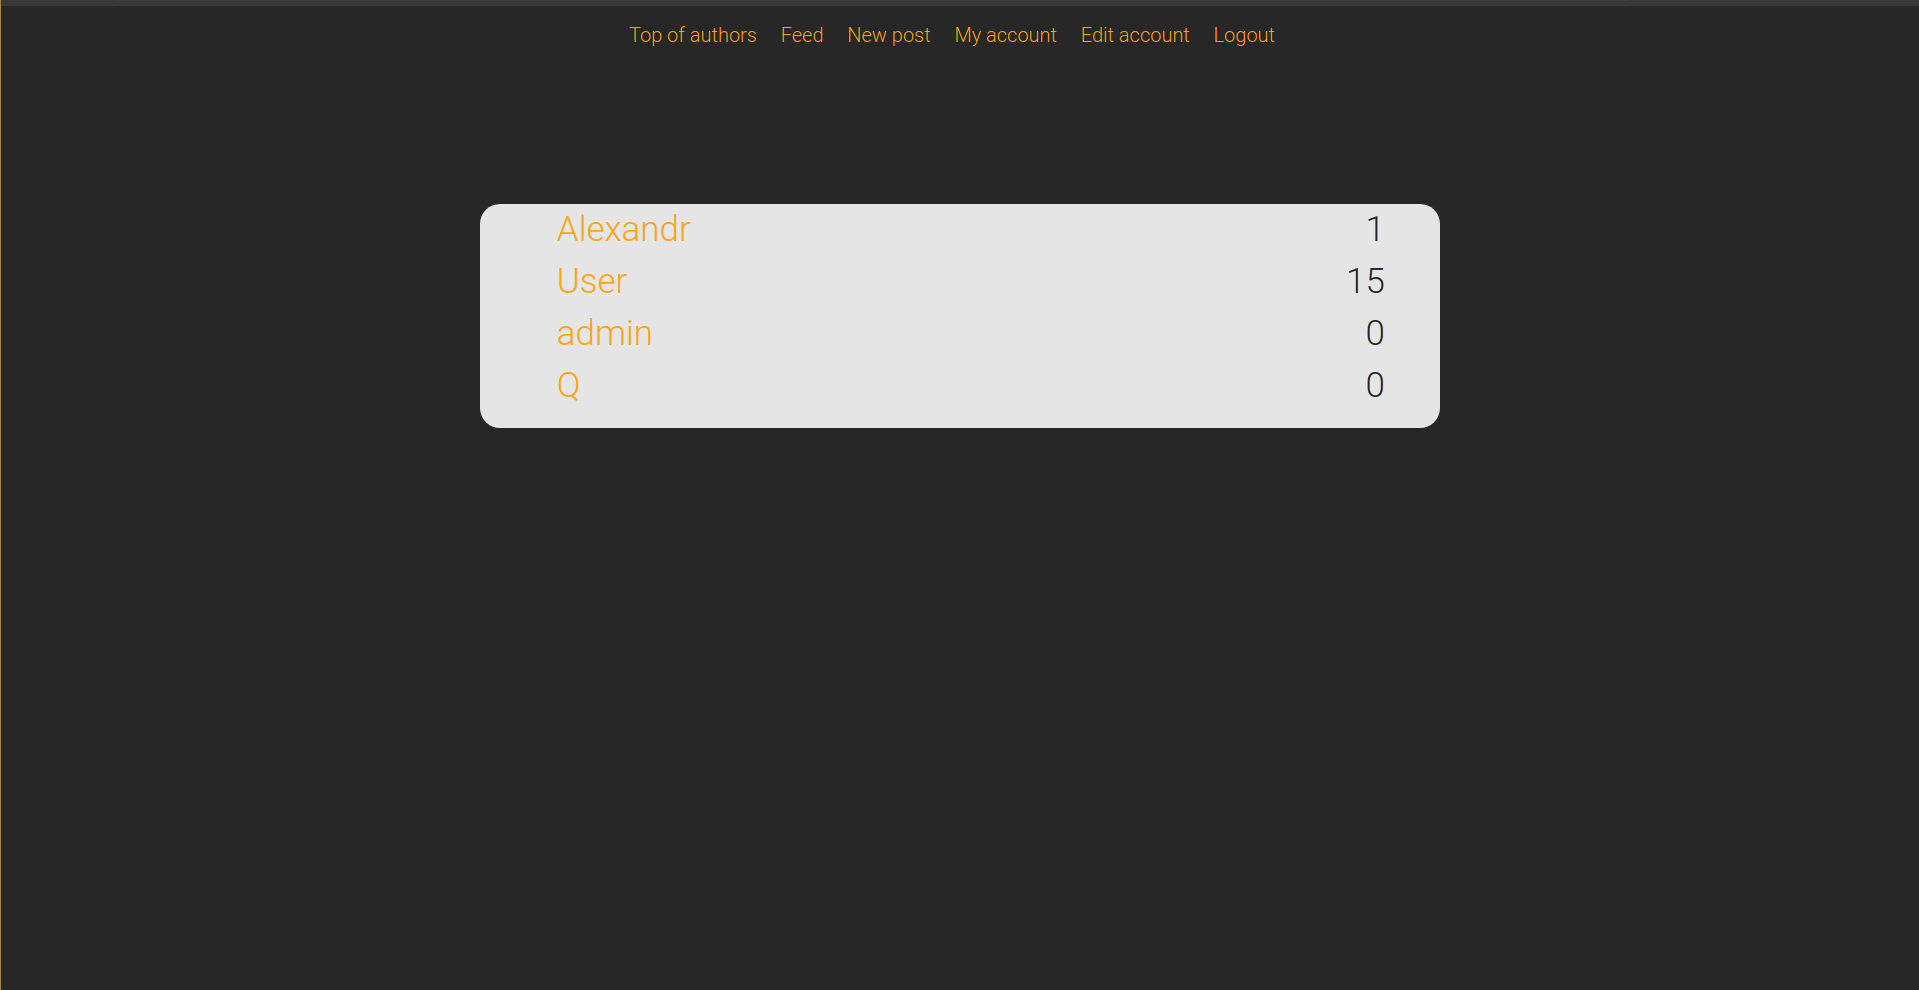 Top of authors Feed New post My account Edit account Logout
Alexandr 1
User 15
admin 0
Q 0